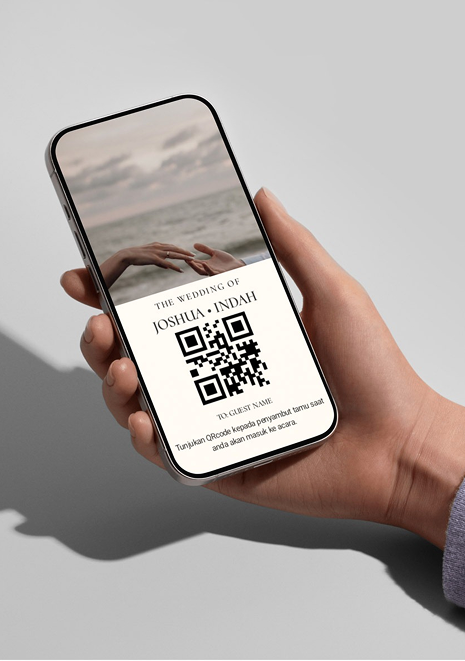 THE WEDDING OF
JOSHUA • INDAH
TO: GUEST NAME
Tunjukan QRcode kepada penyambut tamu saat
anda akan masuk ke acara.